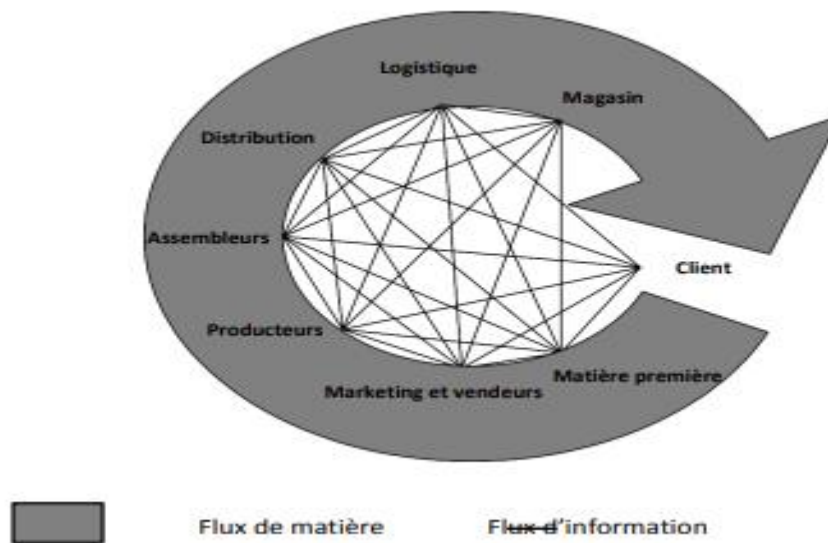 Logistique
Magasin
Distribution
Assembleurs
Client
Producteurs
Matière première
Marketing et vendeurs
Flux de matière
Flux d'information